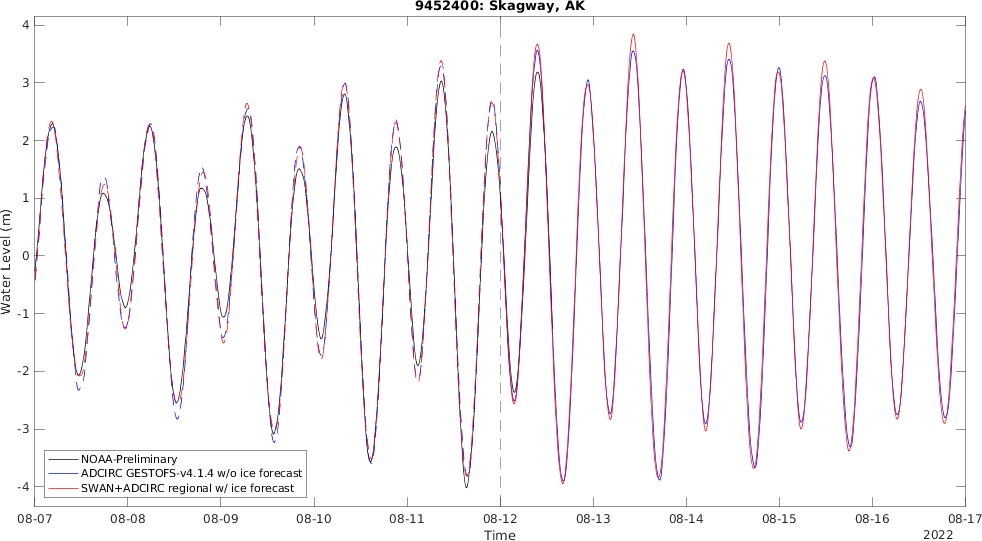 9452400: Skagway, AK
Water Level (m)
4
3
2
1
0
-1
-2
-3
-4
NOAA-Preliminary
ADCIRC GESTOFS-v4.1.4 w/o ice forecast
SWAN+ADCIRC regional w/ ice forecast
08-07 08-08 08-09 08-10 08-11 08-12 08-13 08-14 08-15 08-16 08-17
Time
2022